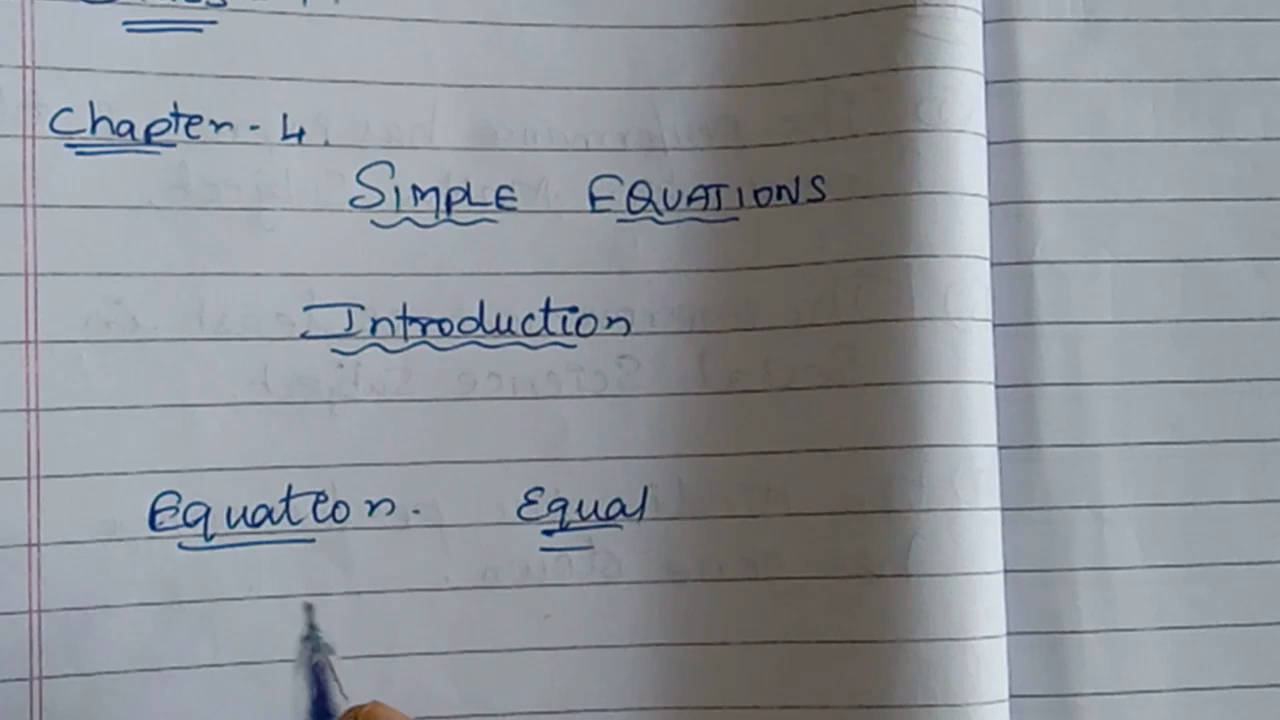 Chapter - 4.
SIMPLE EQUATIONS
Introduction
Equation. Equal